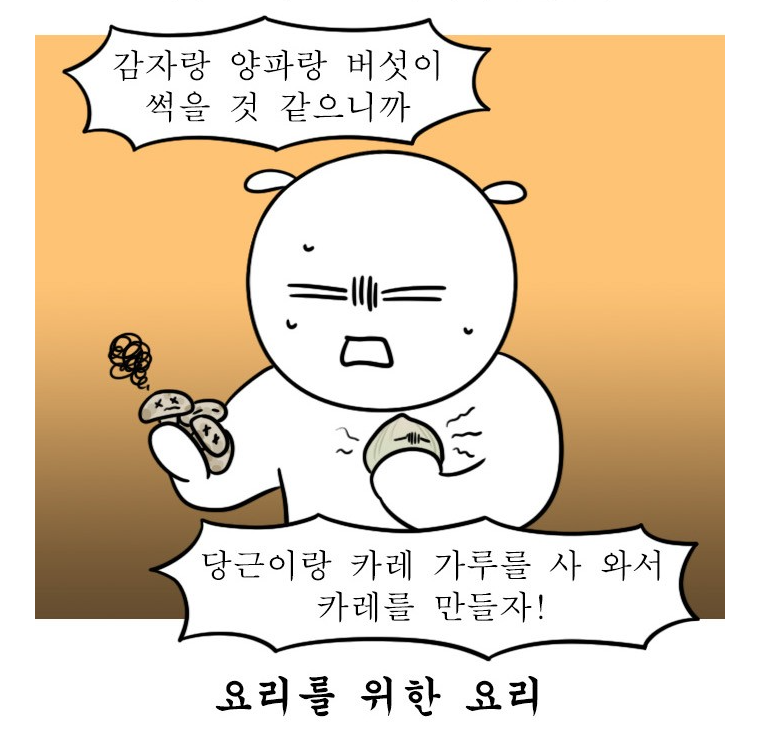 감자랑 양파랑 버섯이
썩을 것 같으니까
당근이랑 카레 가루를 사 와서
카레를 만들자!
요리를 위한 요리